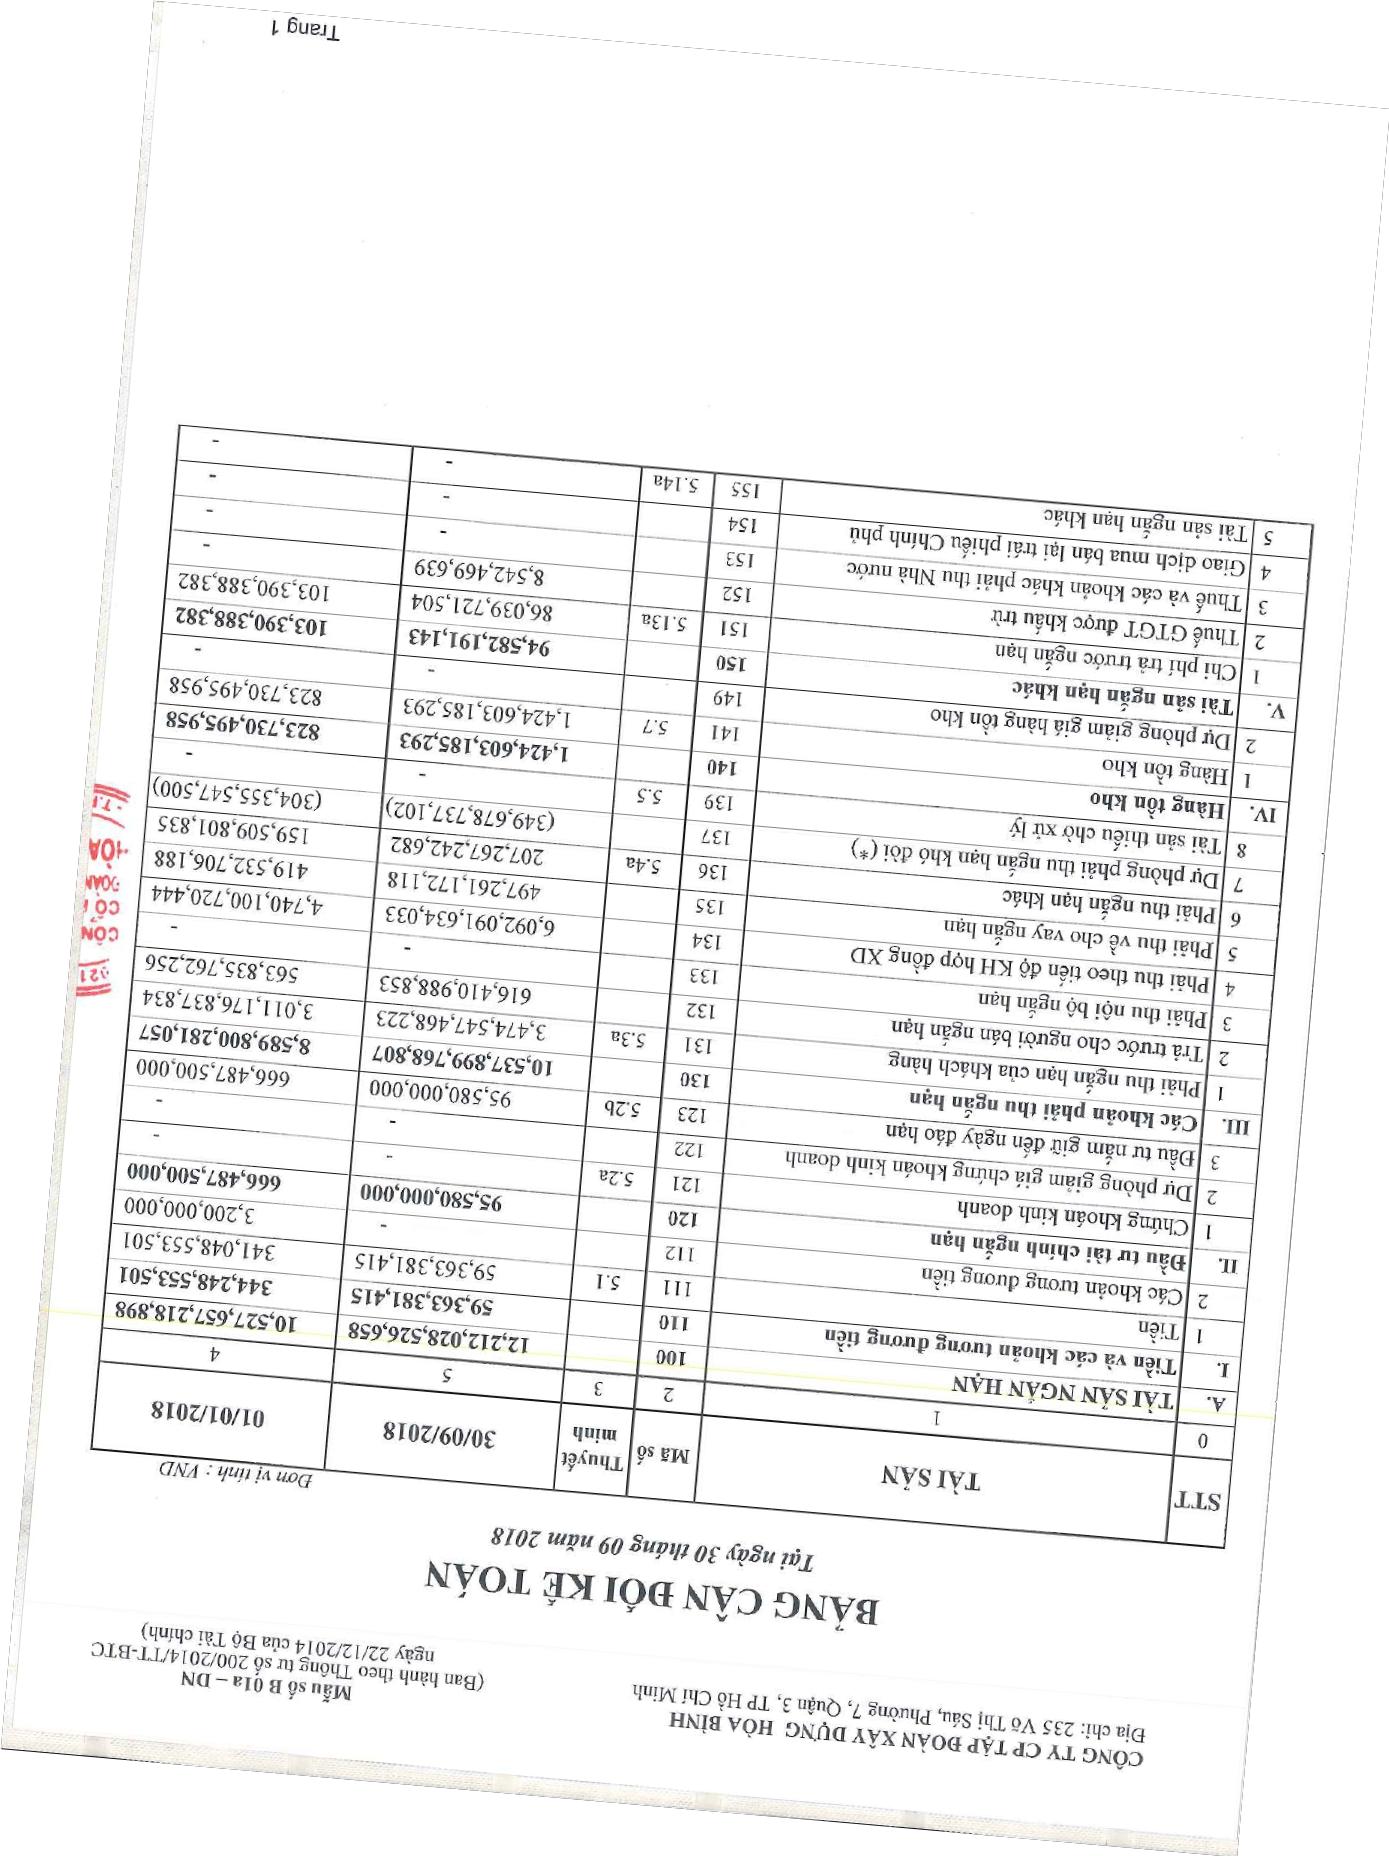 CÔNG TY CP TẬP ĐOÀN XÂY DỰNG HÒA BÌNH
Địa chỉ: 235 Võ Thị Sáu, Phường 7, Quận 3, TP Hồ Chí Minh
Mẫu số B 01a – DN
(Ban hành theo Thông tư số 200/2014/TT-BTC
ngày 22/12/2014 của Bộ Tài chính)
BẢNG CÂN ĐỐI KẾ TOÁN
Tại ngày 30 tháng 09 năm 2018
Đơn vị tính : VND
STT TÀI SẢN Mã số Thuyết minh 30/09/2018 01/01/2018
0 1 2 3 5 4
A. TÀI SẢN NGẮN HẠN 100 12,212,028,526,658 10,527,657,218,898
I. Tiền và các khoản tương đương tiền 110 59,363,381,415 344,248,553,501
1 Tiền 111 5.1 59,363,381,415 341,048,553,501
2 Các khoản tương đương tiền 112 - 3,200,000,000
II. Đầu tư tài chính ngắn hạn 120 95,580,000,000 666,487,500,000
1 Chứng khoán kinh doanh 121 5.2a - -
2 Dự phòng giảm giá chứng khoán kinh doanh 122 - -
3 Đầu tư nắm giữ đến ngày đáo hạn 123 5.2b 95,580,000,000 666,487,500,000
III. Các khoản phải thu ngắn hạn 130 10,537,899,768,807 8,589,800,281,057
1 Phải thu ngắn hạn của khách hàng 131 5.3a 3,474,547,468,223 3,011,176,837,834
2 Trả trước cho người bán ngắn hạn 132 616,410,988,853 563,835,762,256
3 Phải thu nội bộ ngắn hạn 133 - -
4 Phải thu theo tiến độ KH hợp đồng XD 134 6,092,091,634,033 4,740,100,720,444
5 Phải thu về cho vay ngắn hạn 135 497,261,172,118 419,532,706,188
6 Phải thu ngắn hạn khác 136 5.4a 207,267,242,682 159,509,801,835
7 Dự phòng phải thu ngắn hạn khó đòi (*) 137 (349,678,737,102) (304,355,547,500)
8 Tài sản thiếu chờ xử lý 139 5.5 - -
IV. Hàng tồn kho 140 1,424,603,185,293 823,730,495,958
1 Hàng tồn kho 141 5.7 1,424,603,185,293 823,730,495,958
2 Dự phòng giảm giá hàng tồn kho 149 - -
V. Tài sản ngắn hạn khác 150 94,582,191,143 103,390,388,382
1 Chi phí trả trước ngắn hạn 151 5.13a 86,039,721,504 103,390,388,382
2 Thuế GTGT được khấu trừ 152 8,542,469,639 -
3 Thuế và các khoản khác phải thu Nhà nước 153 - -
4 Giao dịch mua bán lại trái phiếu Chính phủ 154 - -
5 Tài sản ngắn hạn khác 155 5.14a - -
CÔN
CỔ
HÒA
Trang 1